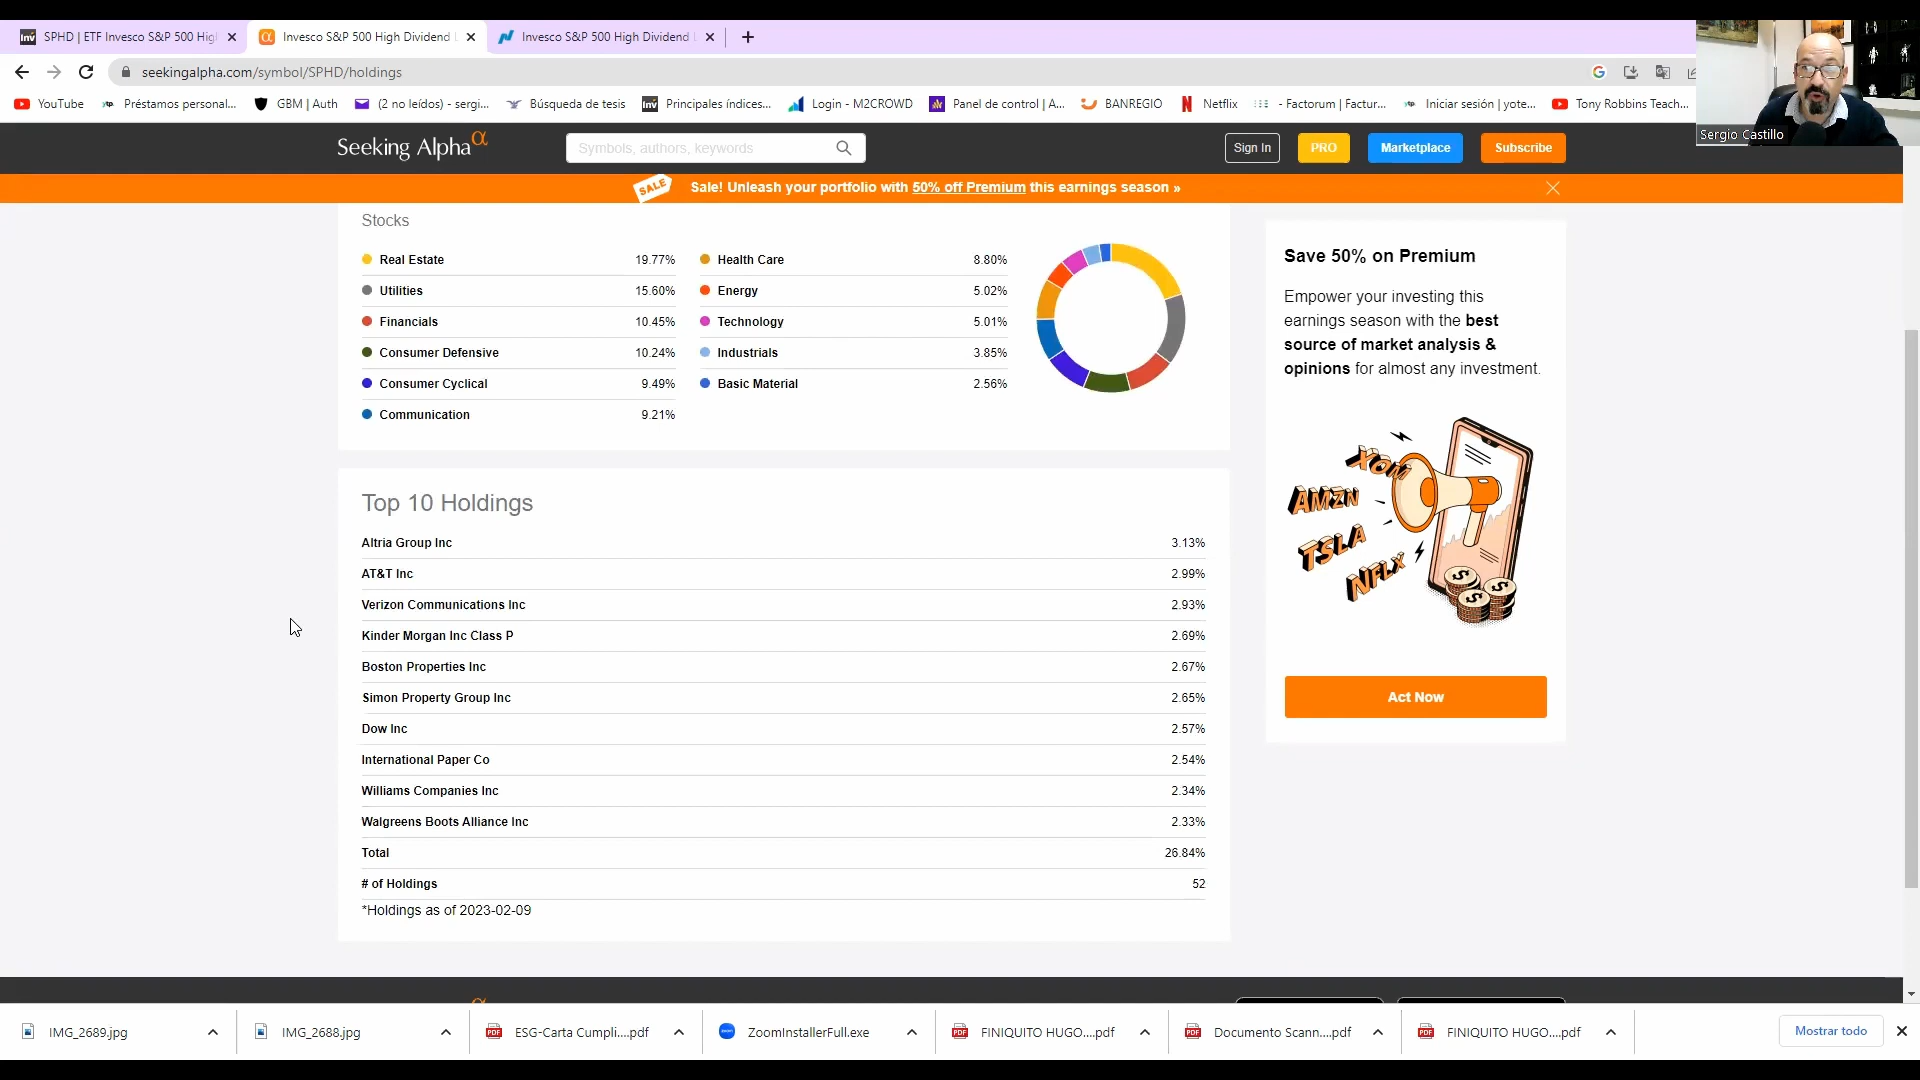 SPHD | ETF Invesco S&P 500 Hig
Invesco S&P 500 High Dividend
Invesco S&P 500 High Dividend
seekingalpha.com/symbol/SPHD/holdings
YouTube
Préstamos personal...
GBM | Auth
(2 no leídos) - sergi...
Búsqueda de tesis
Inv
Principales índices...
Login - M2CROWD
Panel de control | A...
BANREGIO
Netflix
- Factorum | Factur...
Iniciar sesión | yote...
Tony Robbins Teach...
Sergio Castillo
Seeking Alpha α
Symbols, authors, keywords
Sign In
PRO
Marketplace
Subscribe
SALE
Sale! Unleash your portfolio with 50% off Premium this earnings season »
Stocks
Real Estate 19.77%
Utilities 15.60%
Financials 10.45%
Consumer Defensive 10.24%
Consumer Cyclical 9.49%
Communication 9.21%
Health Care 8.80%
Energy 5.02%
Technology 5.01%
Industrials 3.85%
Basic Material 2.56%
Save 50% on Premium
Empower your investing this
earnings season with the best
source of market analysis &
opinions for almost any investment.
XOM
AMZN
TSLA
NFLX
Act Now
Top 10 Holdings
Altria Group Inc 3.13%
AT&T Inc 2.99%
Verizon Communications Inc 2.93%
Kinder Morgan Inc Class P 2.69%
Boston Properties Inc 2.67%
Simon Property Group Inc 2.65%
Dow Inc 2.57%
International Paper Co 2.54%
Williams Companies Inc 2.34%
Walgreens Boots Alliance Inc 2.33%
Total 26.84%
# of Holdings 52
*Holdings as of 2023-02-09
IMG_2689.jpg
IMG_2688.jpg
ESG-Carta Cumpli....pdf
ZoomInstallerFull.exe
FINIQUITO HUGO....pdf
Documento Scann....pdf
FINIQUITO HUGO....pdf
Mostrar todo